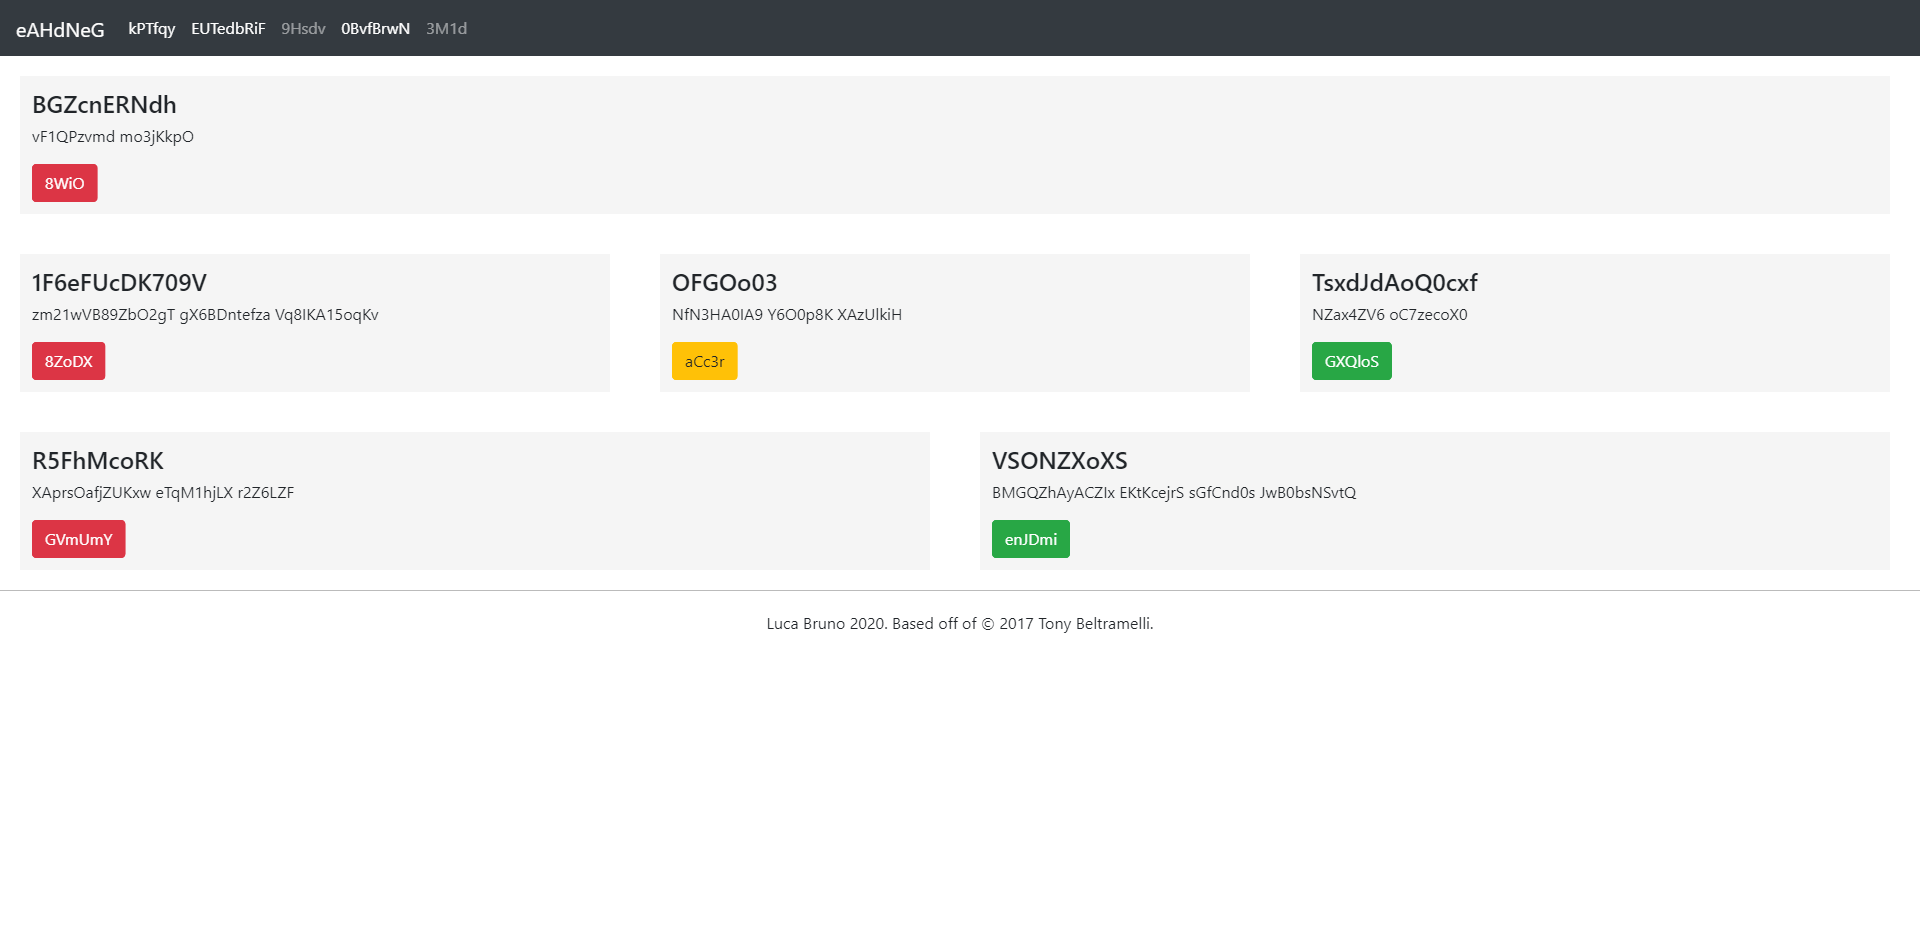 eAHdNeG kPTfqy EUTedbRiF 9Hsdv 0BvfBrwN 3M1d
BGZcnERNdh
vF1QPzvmd mo3jKkpO
8WiO
1F6eFUcDK709V
zm21wVB89ZbO2gT gX6BDntefza Vq8IKA15oqKv
8ZoDX
OFGOo03
NfN3HA0IA9 Y6O0p8K XAzUlkiH
aCc3r
TsxdJdAoQ0cxf
NZax4ZV6 oC7zecoX0
GXQloS
R5FhMcoRK
XAprsOafjZUKxw eTqM1hjLX r2Z6LZF
GVmUmY
VSONZXoXS
BMGQZhAyACZIx EKtKcejrS sGfCnd0s JwB0bsNSvtQ
enJDmi
Luca Bruno 2020. Based off of © 2017 Tony Beltramelli.